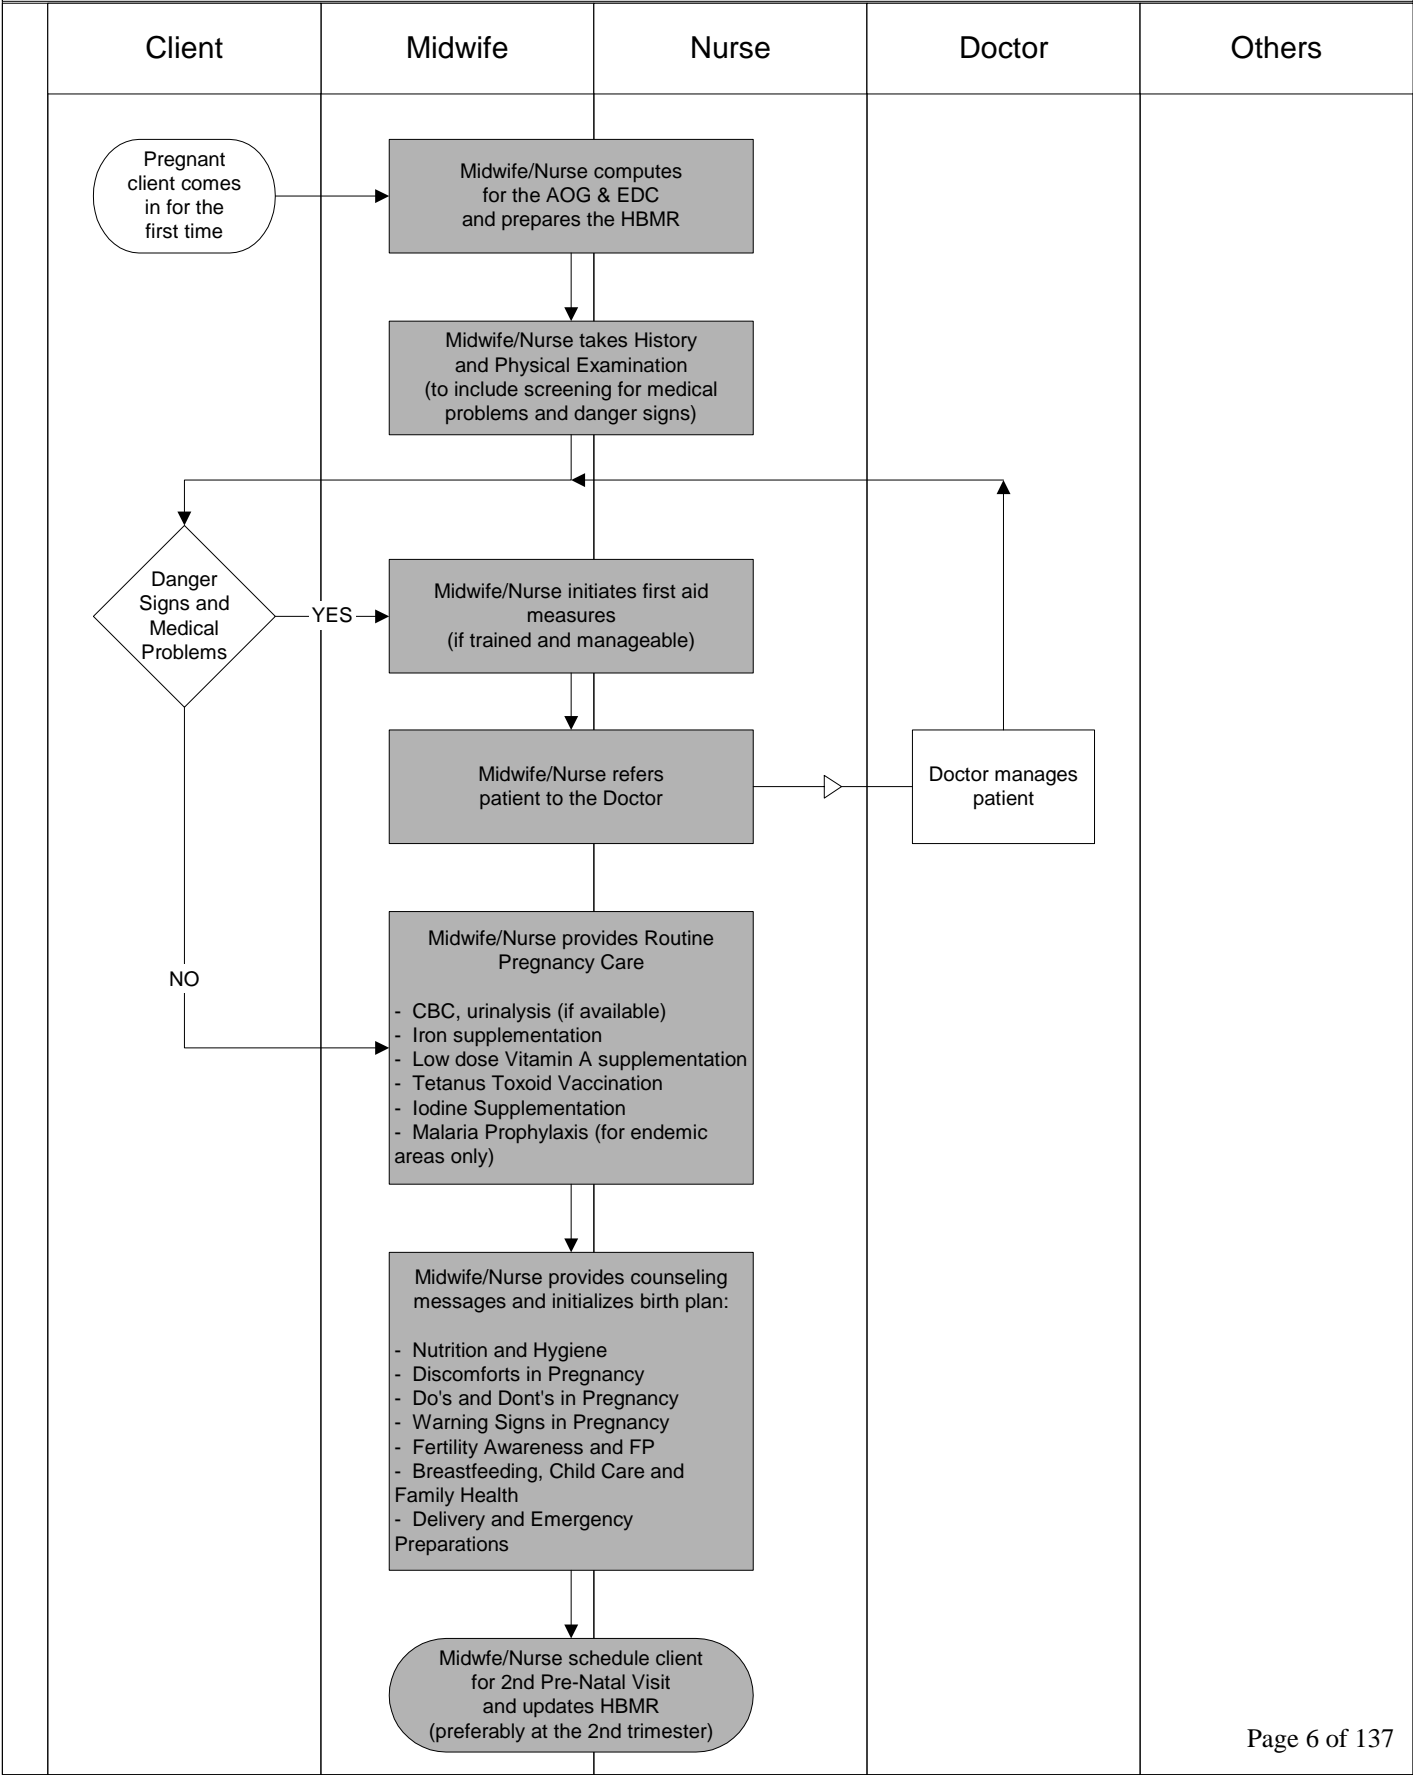 Client
Midwife
Nurse
Doctor
Others
Pregnant
client comes
in for the
first time
Midwife/Nurse computes
for the AOG & EDC
and prepares the HBMR
Midwife/Nurse takes History
and Physical Examination
(to include screening for medical
problems and danger signs)
Danger
Signs and
Medical
Problems
YES
Midwife/Nurse initiates first aid
measures
(if trained and manageable)
Midwife/Nurse refers
patient to the Doctor
Doctor manages
patient
NO
Midwife/Nurse provides Routine
Pregnancy Care
- CBC, urinalysis (if available)
- Iron supplementation
- Low dose Vitamin A supplementation
- Tetanus Toxoid Vaccination
- Iodine Supplementation
- Malaria Prophylaxis (for endemic
areas only)
Midwife/Nurse provides counseling
messages and initializes birth plan:
- Nutrition and Hygiene
- Discomforts in Pregnancy
- Do's and Dont's in Pregnancy
- Warning Signs in Pregnancy
- Fertility Awareness and FP
- Breastfeeding, Child Care and
Family Health
- Delivery and Emergency
Preparations
Midwfe/Nurse schedule client
for 2nd Pre-Natal Visit
and updates HBMR
(preferably at the 2nd trimester)
Page 6 of 137